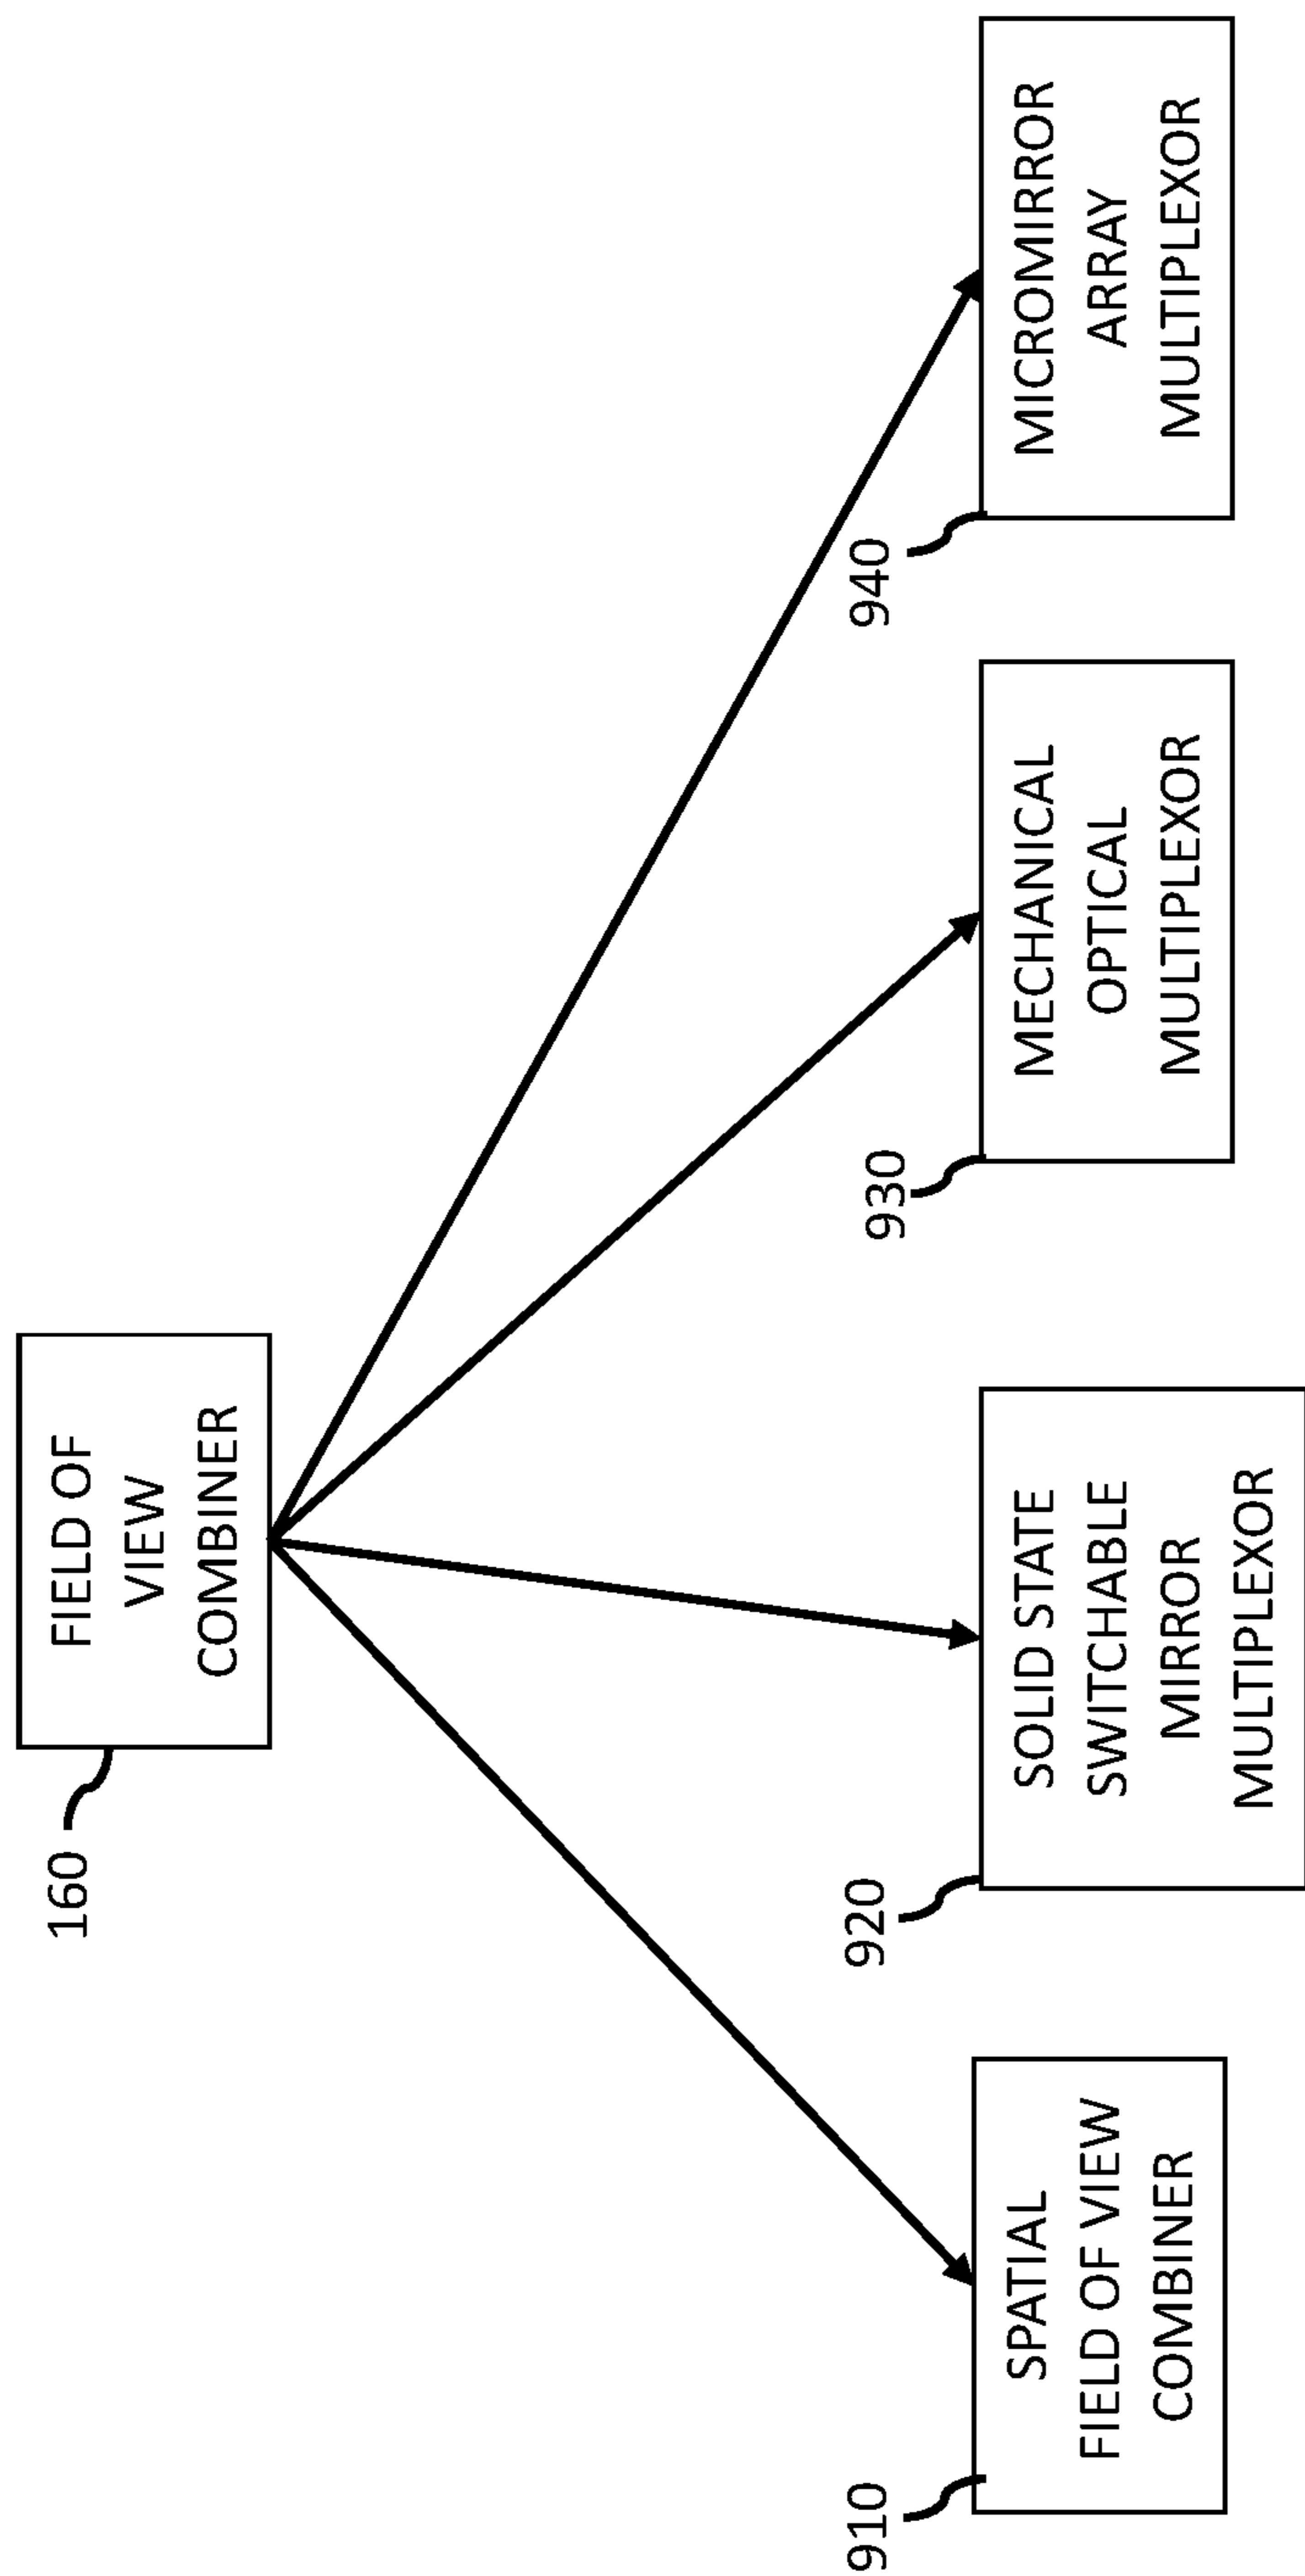 160
FIELD OF
VIEW
COMBINER
910
SPATIAL
FIELD OF VIEW
COMBINER
920
SOLID STATE
SWITCHABLE
MIRROR
MULTIPLEXOR
930
MECHANICAL
OPTICAL
MULTIPLEXOR
940
MICROMIRROR
ARRAY
MULTIPLEXOR